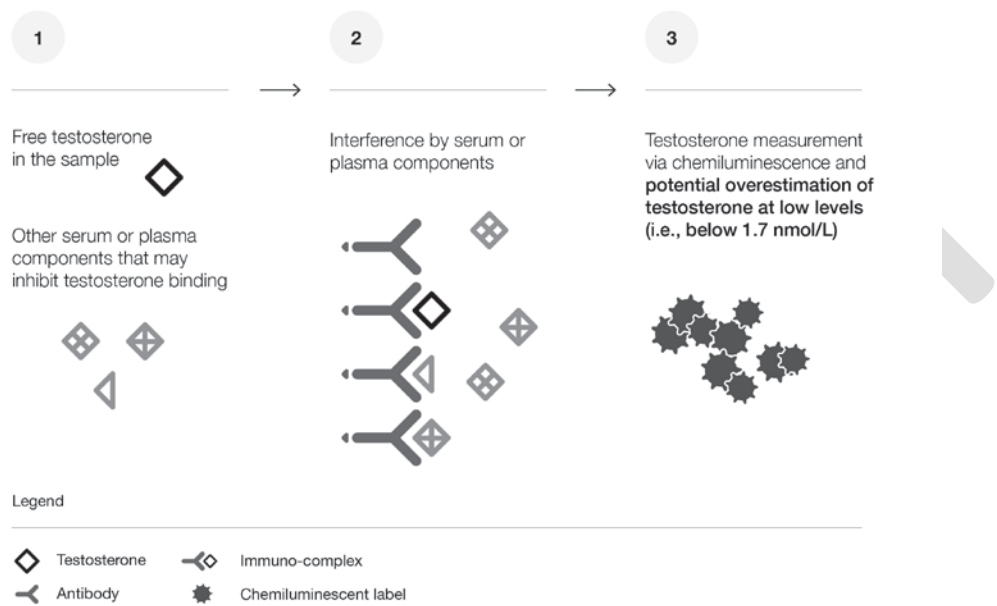 1
2
3
Free testosterone
in the sample
Other serum or plasma
components that may
inhibit testosterone binding
Interference by serum or
plasma components
Testosterone measurement
via chemiluminescence and
potential overestimation of
testosterone at low levels
(i.e., below 1.7 nmol/L)
Legend
Testosterone
Immuno-complex
Antibody
Chemiluminescent label